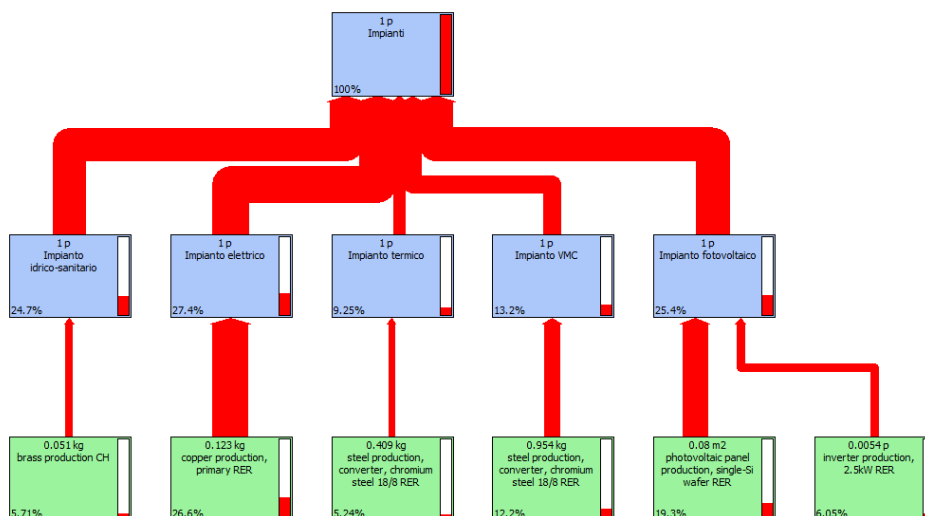 1 p
Impianti
100%
1 p
Impianto
idrico-sanitario
24.7%
1 p
Impianto elettrico
27.4%
1 p
Impianto termico
9.25%
1 p
Impianto VMC
13.2%
1 p
Impianto fotovoltaico
25.4%
0.051 kg
brass production CH
5.71%
0.123 kg
copper production,
primary RER
26.6%
0.409 kg
steel production,
converter, chromium
steel 18/8 RER
5.24%
0.954 kg
steel production,
converter, chromium
steel 18/8 RER
12.2%
0.08 m2
photovoltaic panel
production, single-Si
wafer RER
19.3%
0.0054 p
inverter production,
2.5kW RER
6.05%